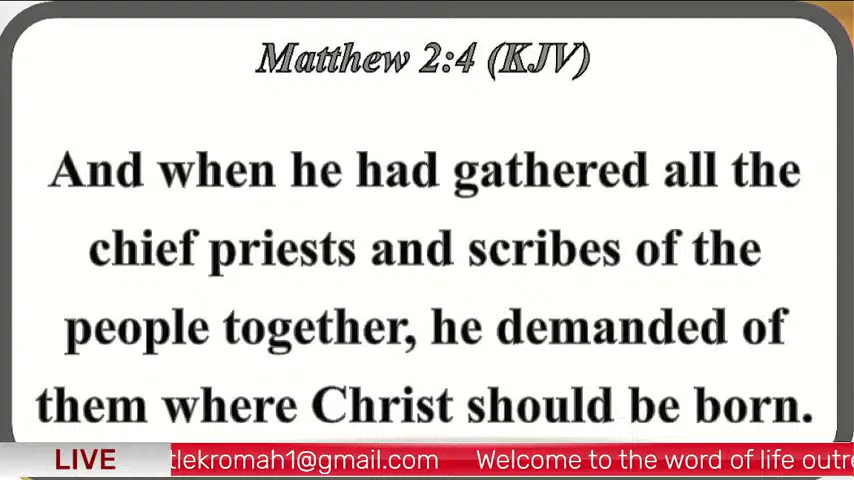 Matthew 2:4 (KJV)
And when he had gathered all the
chief priests and scribes of the
people together, he demanded of
them where Christ should be born.
LIVE tlekromah1@gmail.com Welcome to the word of life outre